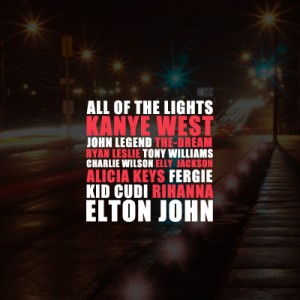 ALL OF THE LIGHTS
KANYE WEST
JOHN LEGEND THE-DREAM
RYAN LESLIE TONY WILLIAMS
CHARLIE WILSON ELLY JACKSON
ALICIA KEYS FERGIE
KID CUDI RIHANNA
ELTON JOHN